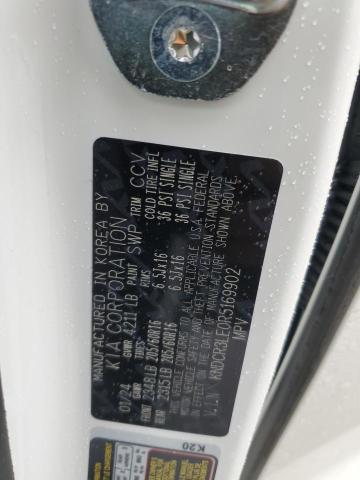 MANUFACTURED IN KOREA BY
KIA CORPORATION
01/24 GVWR 4211 LB PAINT SWP TRIM CCV
TIRES RIMS COLD TIRE INFL
FRONT 2348LB 205/60R16 6.5Jx16 36 PSI SINGLE
REAR 2315LB 205/60R16 6.5Jx16 36 PSI SINGLE
THIS VEHICLE CONFORMS TO ALL APPLICABLE U.S.A. FEDERAL
MOTOR VEHICLE SAFETY AND THEFT PREVENTION STANDARDS
IN EFFECT ON THE DATE OF MANUFACTURE SHOWN ABOVE.
V.I.N KNDCR3LE0R5169902
MPV
K20